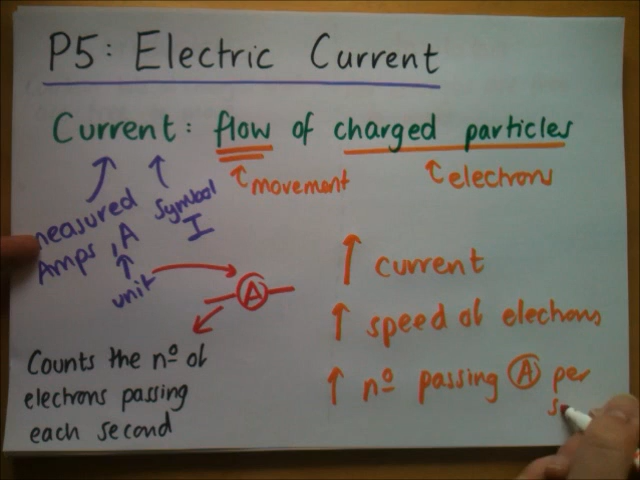 P5: Electric Current
Current: flow of charged particles
movement
electrons
measured
Amps, A
unit
symbol
I
A
Counts the nº of
electrons passing
each second
↑ current
↑ speed of electrons
↑ nº passing A per
s